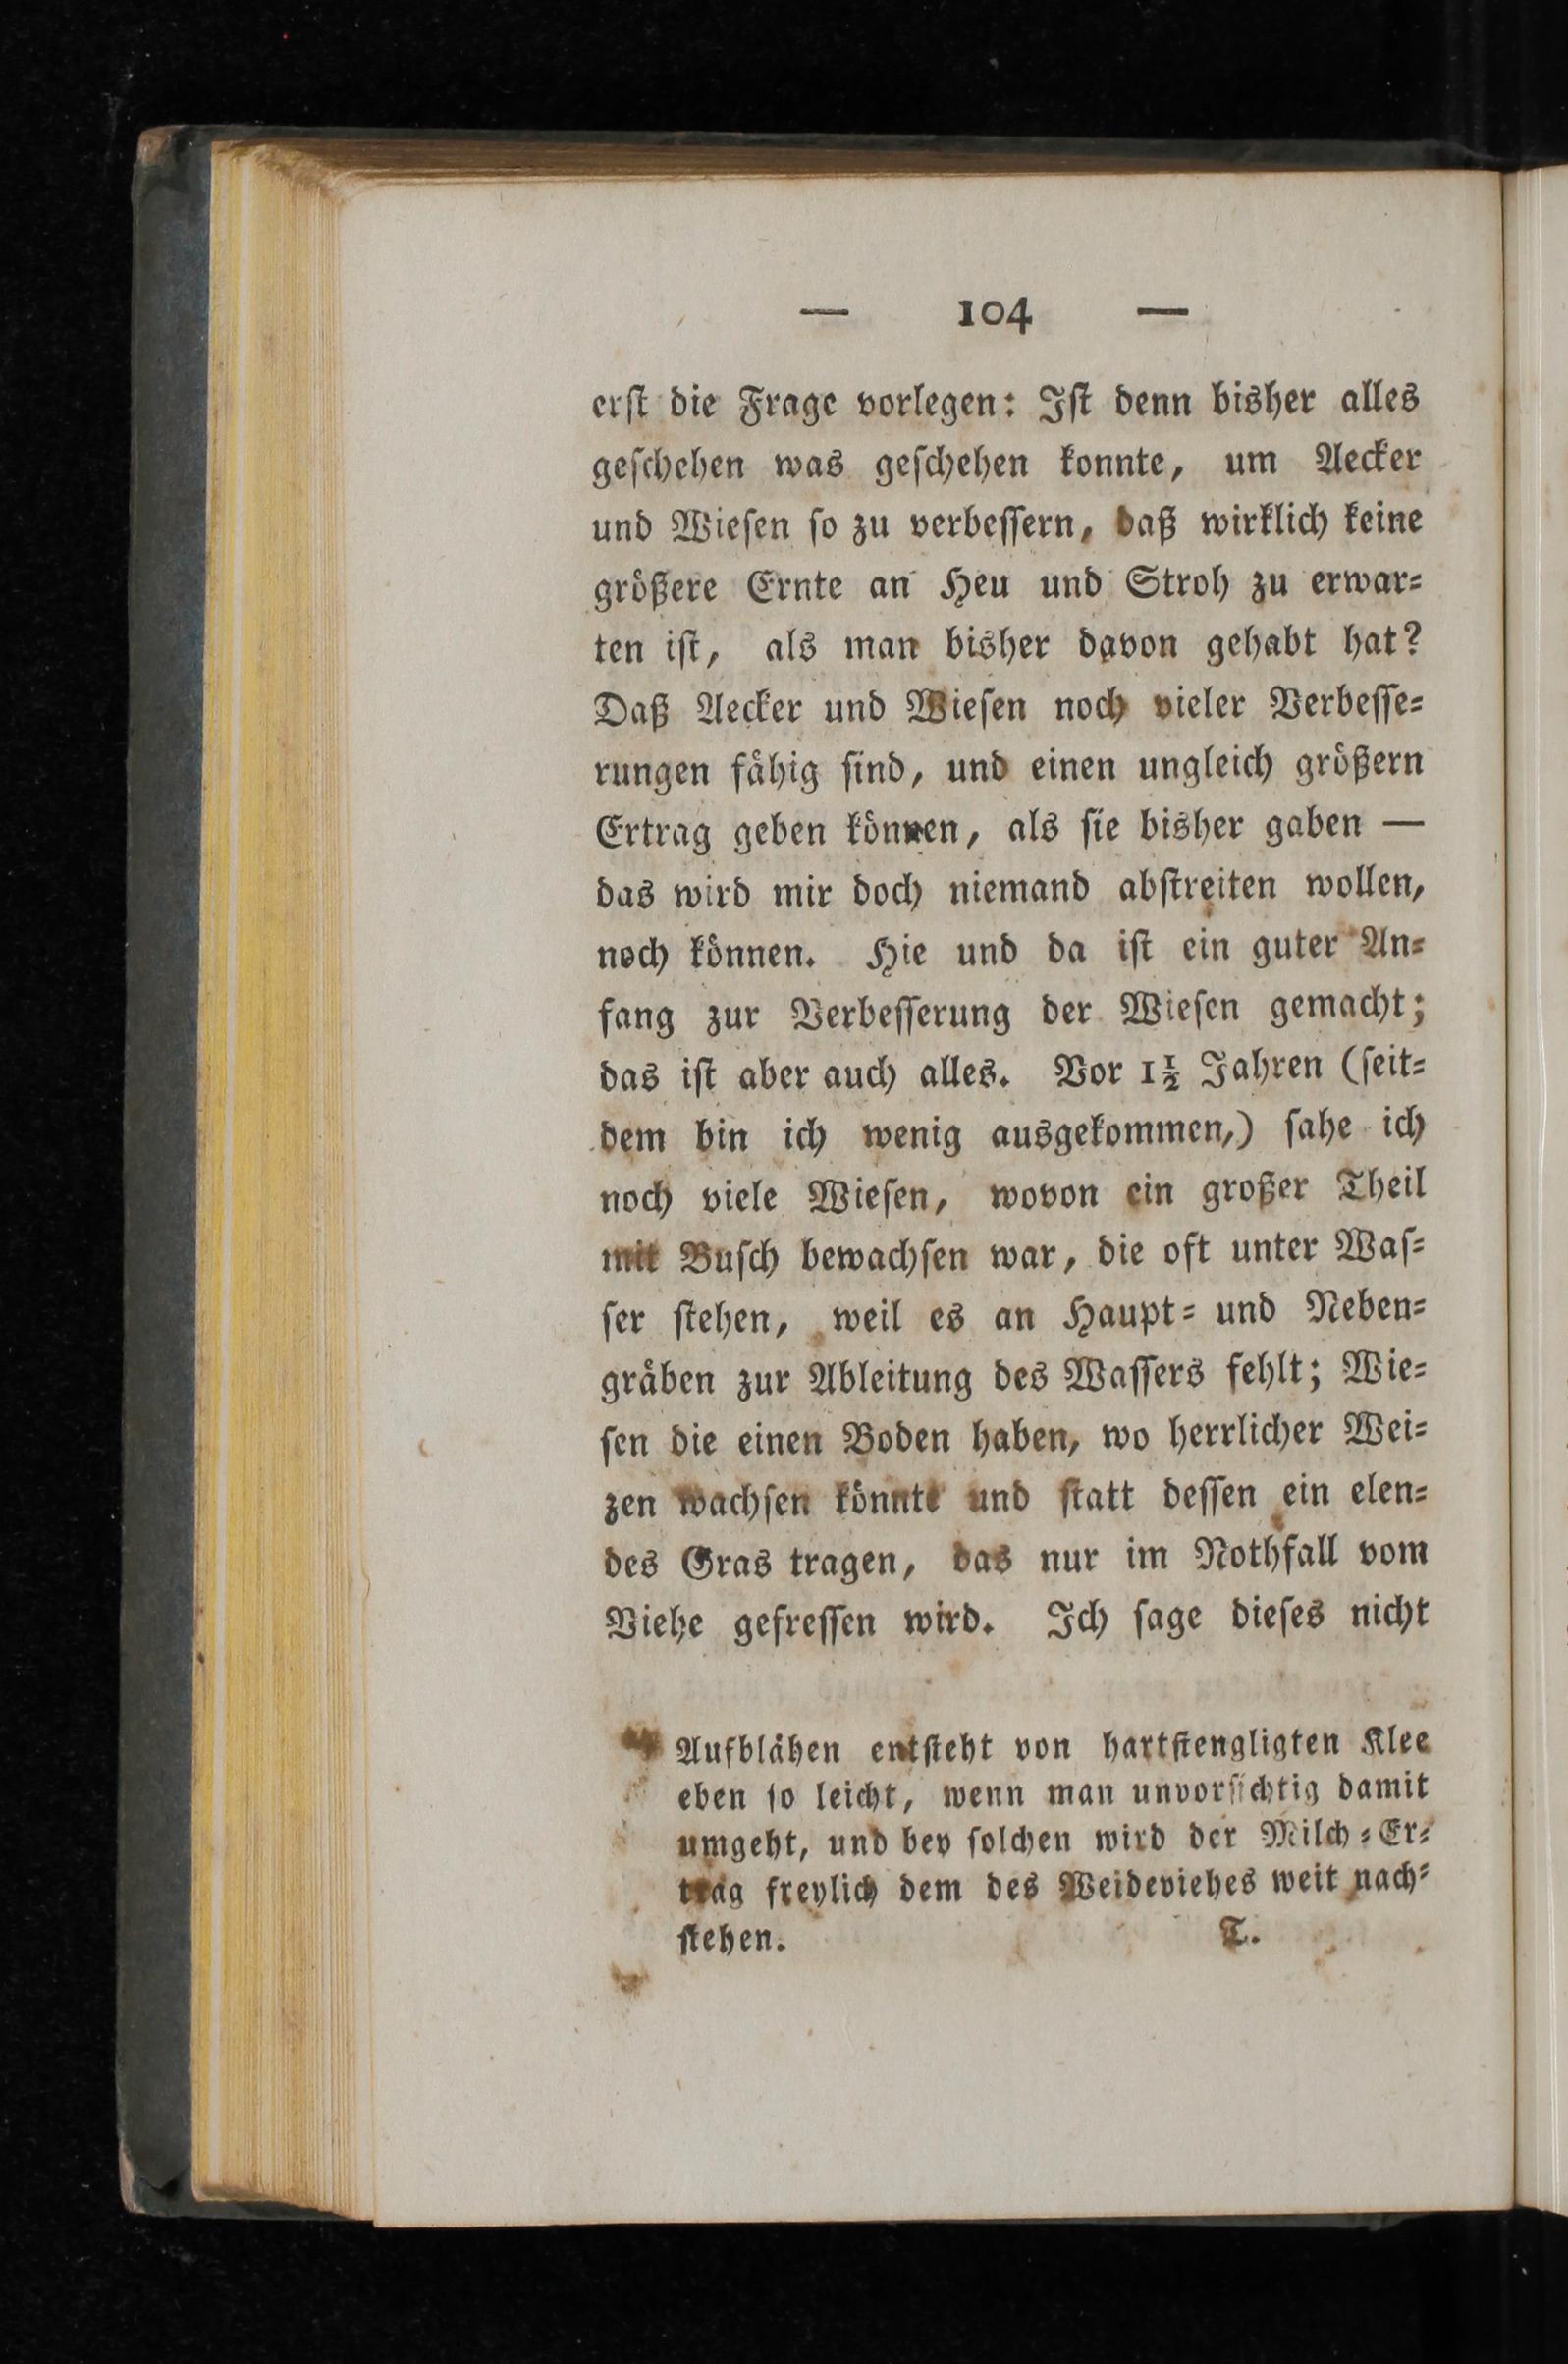 — 104 —
erſt die Frage vorlegen: Iſt denn bisher alles
geſchehen was geſchehen konnte, um Aecker
und Wieſen ſo zu verbeſſern, daß wirklich keine
größere Ernte an Heu und Stroh zu erwar⸗
ten iſt, als man bisher davon gehabt hat?
Daß Aecker und Wieſen noch vieler Verbeſſe⸗
rungen fähig ſind, und einen ungleich größern
Ertrag geben können, als ſie bisher gaben —
das wird mir doch niemand abſtreiten wollen,
noch können. Hie und da iſt ein guter An⸗
fang zur Verbeſſerung der Wieſen gemacht;
das iſt aber auch alles. Vor 1½ Jahren (ſeit⸗
dem bin ich wenig ausgekommen,) ſahe ich
noch viele Wieſen, wovon ein großer Theil
mit Buſch bewachſen war, die oft unter Waſ⸗
ſer ſtehen, weil es an Haupt⸗ und Neben⸗
gräben zur Ableitung des Waſſers fehlt; Wie⸗
ſen die einen Boden haben, wo herrlicher Wei⸗
zen wachſen könnte und ſtatt deſſen ein elen⸗
des Gras tragen, das nur im Nothfall vom
Viehe gefreſſen wird. Ich ſage dieſes nicht
Aufblähen entſteht von hartſtengligten Klee
eben ſo leicht, wenn man unvorſichtig damit
umgeht, und bey ſolchen wird der Milch⸗Er⸗
trag freylich dem des Weideviehes weit nach⸗
ſtehen. T.